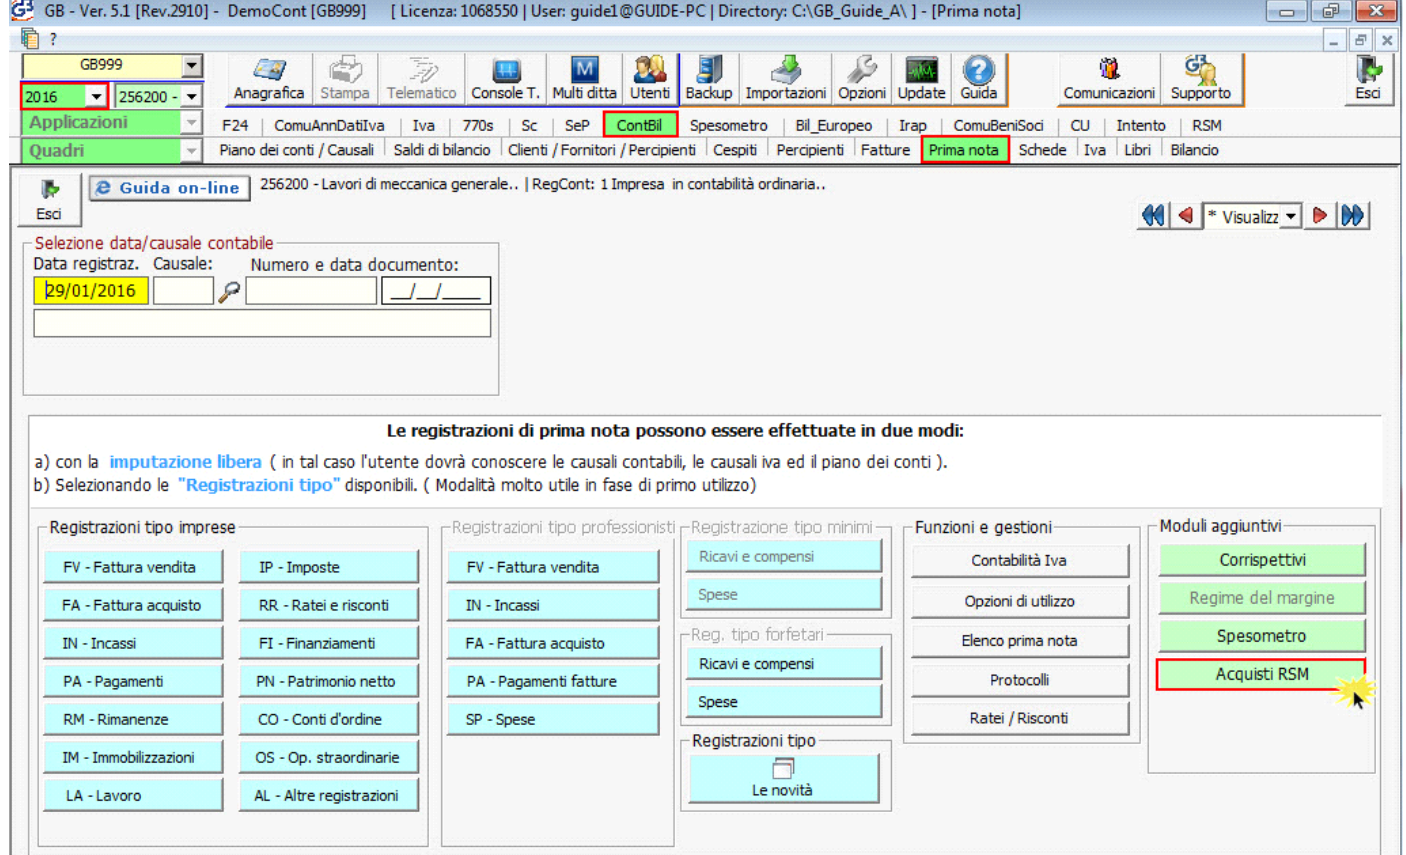 GB - Ver. 5.1 [Rev.2910] - DemoCont [GB999] [ Licenza: 1068550 | User: guide1@GUIDE-PC | Directory: C:\GB_Guide_A\ ] - [Prima nota]
?
GB999
2016 256200 -
Anagrafica Stampa Telematico Console T. Multi ditta Utenti Backup Importazioni Opzioni Update Guida Comunicazioni Supporto Esci
Applicazioni F24 | ComuAnnDatiIva | Iva | 770s | Sc | SeP ContBil Spesometro | Bil_Europeo | Irap | ComuBeniSoci | CU | Intento | RSM
Quadri Piano dei conti / Causali | Saldi di bilancio | Clienti / Fornitori / Percipienti | Cespiti | Percipienti | Fatture Prima nota Schede | Iva | Libri | Bilancio
Esci
Guida on-line
256200 - Lavori di meccanica generale.. | RegCont: 1 Impresa in contabilità ordinaria..
* Visualizz
Selezione data/causale contabile
Data registraz. Causale: Numero e data documento:
29/01/2016 __/__/____
Le registrazioni di prima nota possono essere effettuate in due modi:
a) con la imputazione libera ( in tal caso l'utente dovrà conoscere le causali contabili, le causali iva ed il piano dei conti ).
b) Selezionando le "Registrazioni tipo" disponibili. ( Modalità molto utile in fase di primo utilizzo)
Registrazioni tipo imprese
FV - Fattura vendita
FA - Fattura acquisto
IN - Incassi
PA - Pagamenti
RM - Rimanenze
IM - Immobilizzazioni
LA - Lavoro
IP - Imposte
RR - Ratei e risconti
FI - Finanziamenti
PN - Patrimonio netto
CO - Conti d'ordine
OS - Op. straordinarie
AL - Altre registrazioni
Registrazioni tipo professionisti
FV - Fattura vendita
IN - Incassi
FA - Fattura acquisto
PA - Pagamenti fatture
SP - Spese
Registrazione tipo minimi
Ricavi e compensi
Spese
Reg. tipo forfetari
Ricavi e compensi
Spese
Registrazioni tipo
Le novità
Funzioni e gestioni
Contabilità Iva
Opzioni di utilizzo
Elenco prima nota
Protocolli
Ratei / Risconti
Moduli aggiuntivi
Corrispettivi
Regime del margine
Spesometro
Acquisti RSM